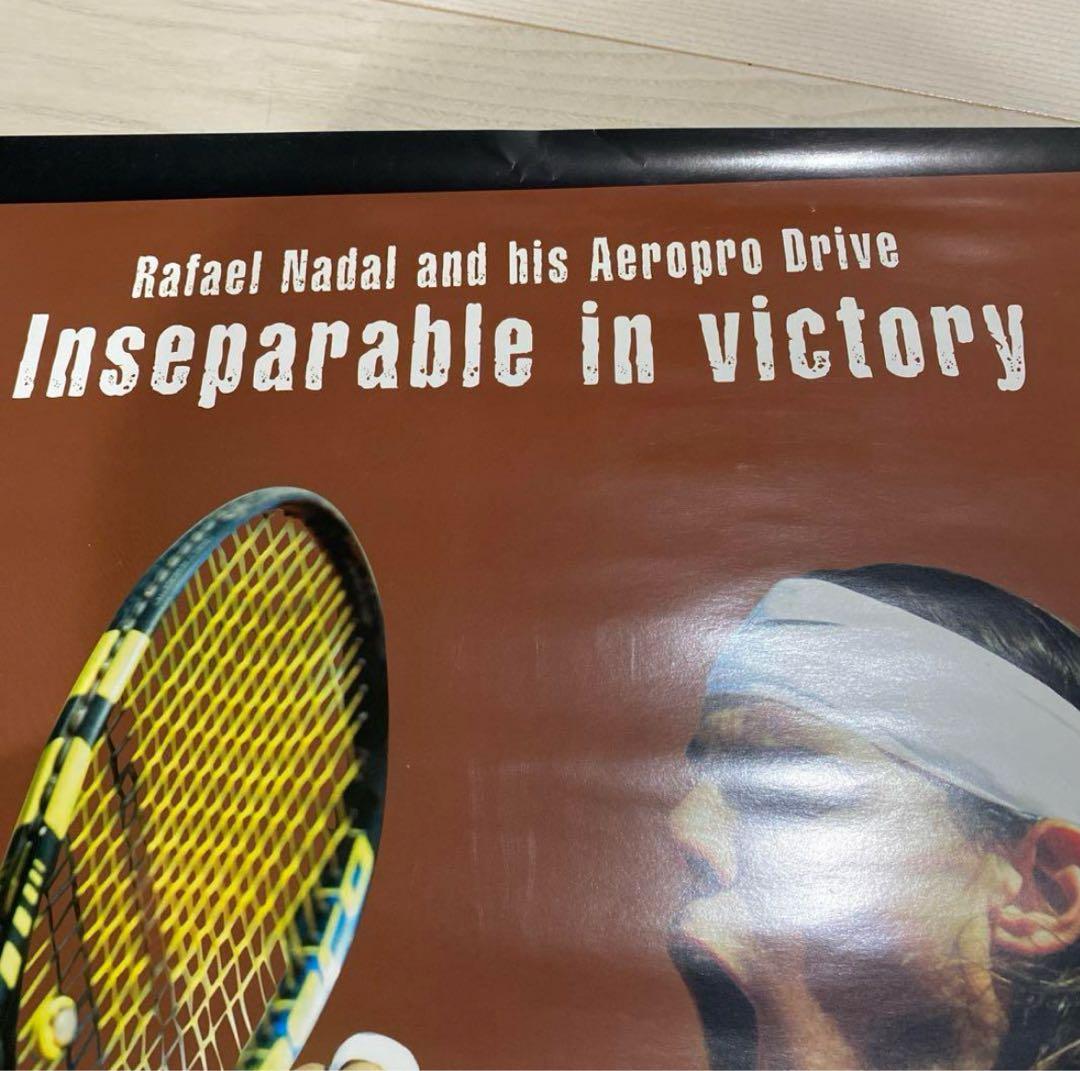 Rafael Nadal and his Aeropro Drive
Inseparable in victory